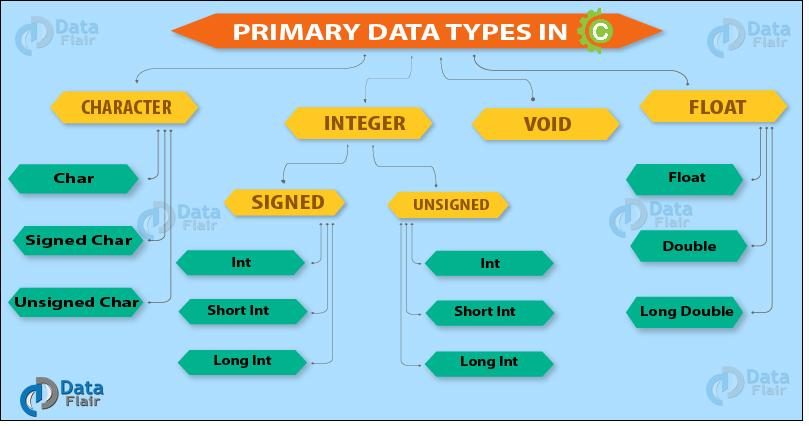 Data Flair
PRIMARY DATA TYPES IN C
Data Flair
CHARACTER
INTEGER
VOID
FLOAT
Char
Signed Char
Unsigned Char
SIGNED
UNSIGNED
Data Flair
Data Flair
Int
Short Int
Long Int
Int
Short Int
Long Int
Float
Double
Long Double
Data Flair
Data Flair